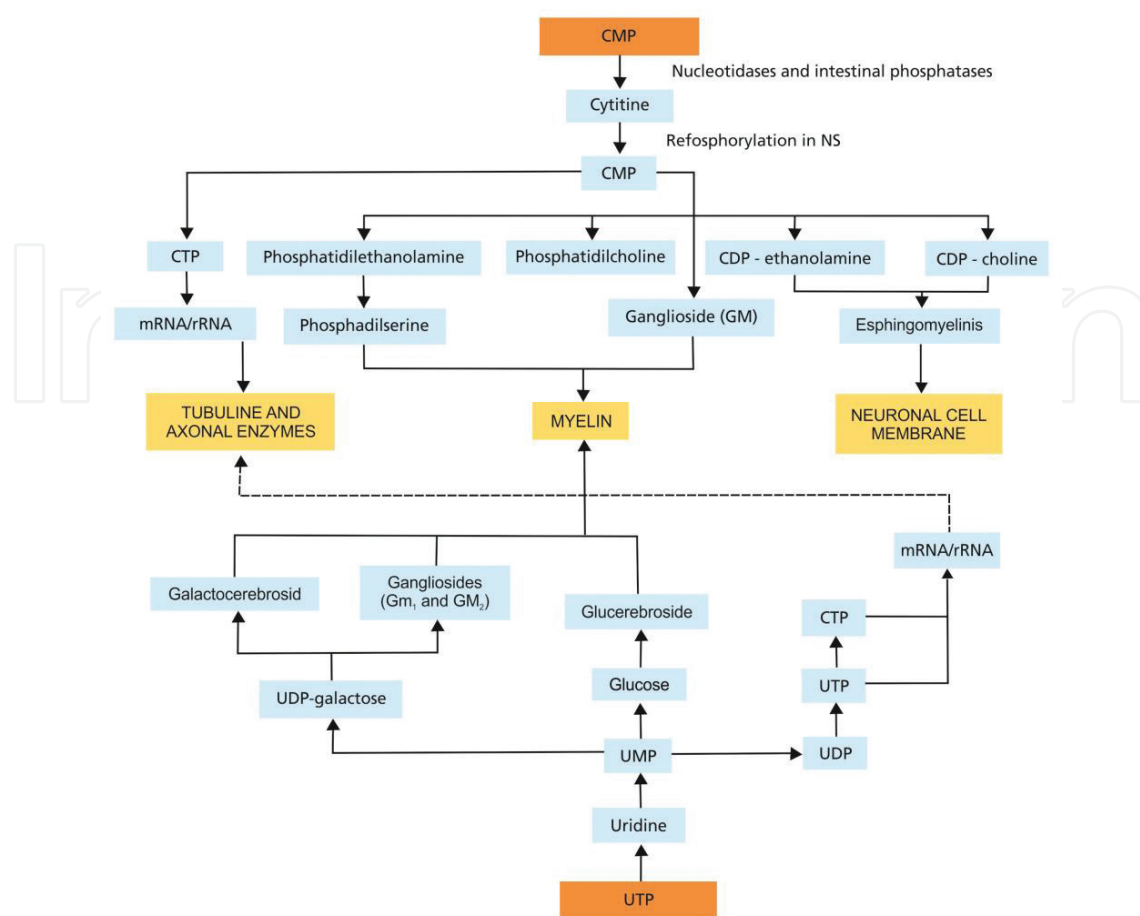 CMP
Nucleotidases and intestinal phosphatases
Cytitine
Refosphorylation in NS
CMP
CTP
Phosphatidilethanolamine
Phosphatidilcholine
CDP - ethanolamine
CDP - choline
mRNA/rRNA
Phosphadilserine
Ganglioside (GM)
Esphingomyelinis
TUBULINE AND
AXONAL ENZYMES
MYELIN
NEURONAL CELL
MEMBRANE
mRNA/rRNA
Galactocerebrosid
Gangliosides
(Gm₁ and GM₂)
Glucerebroside
CTP
UDP-galactose
Glucose
UTP
UMP
UDP
Uridine
UTP